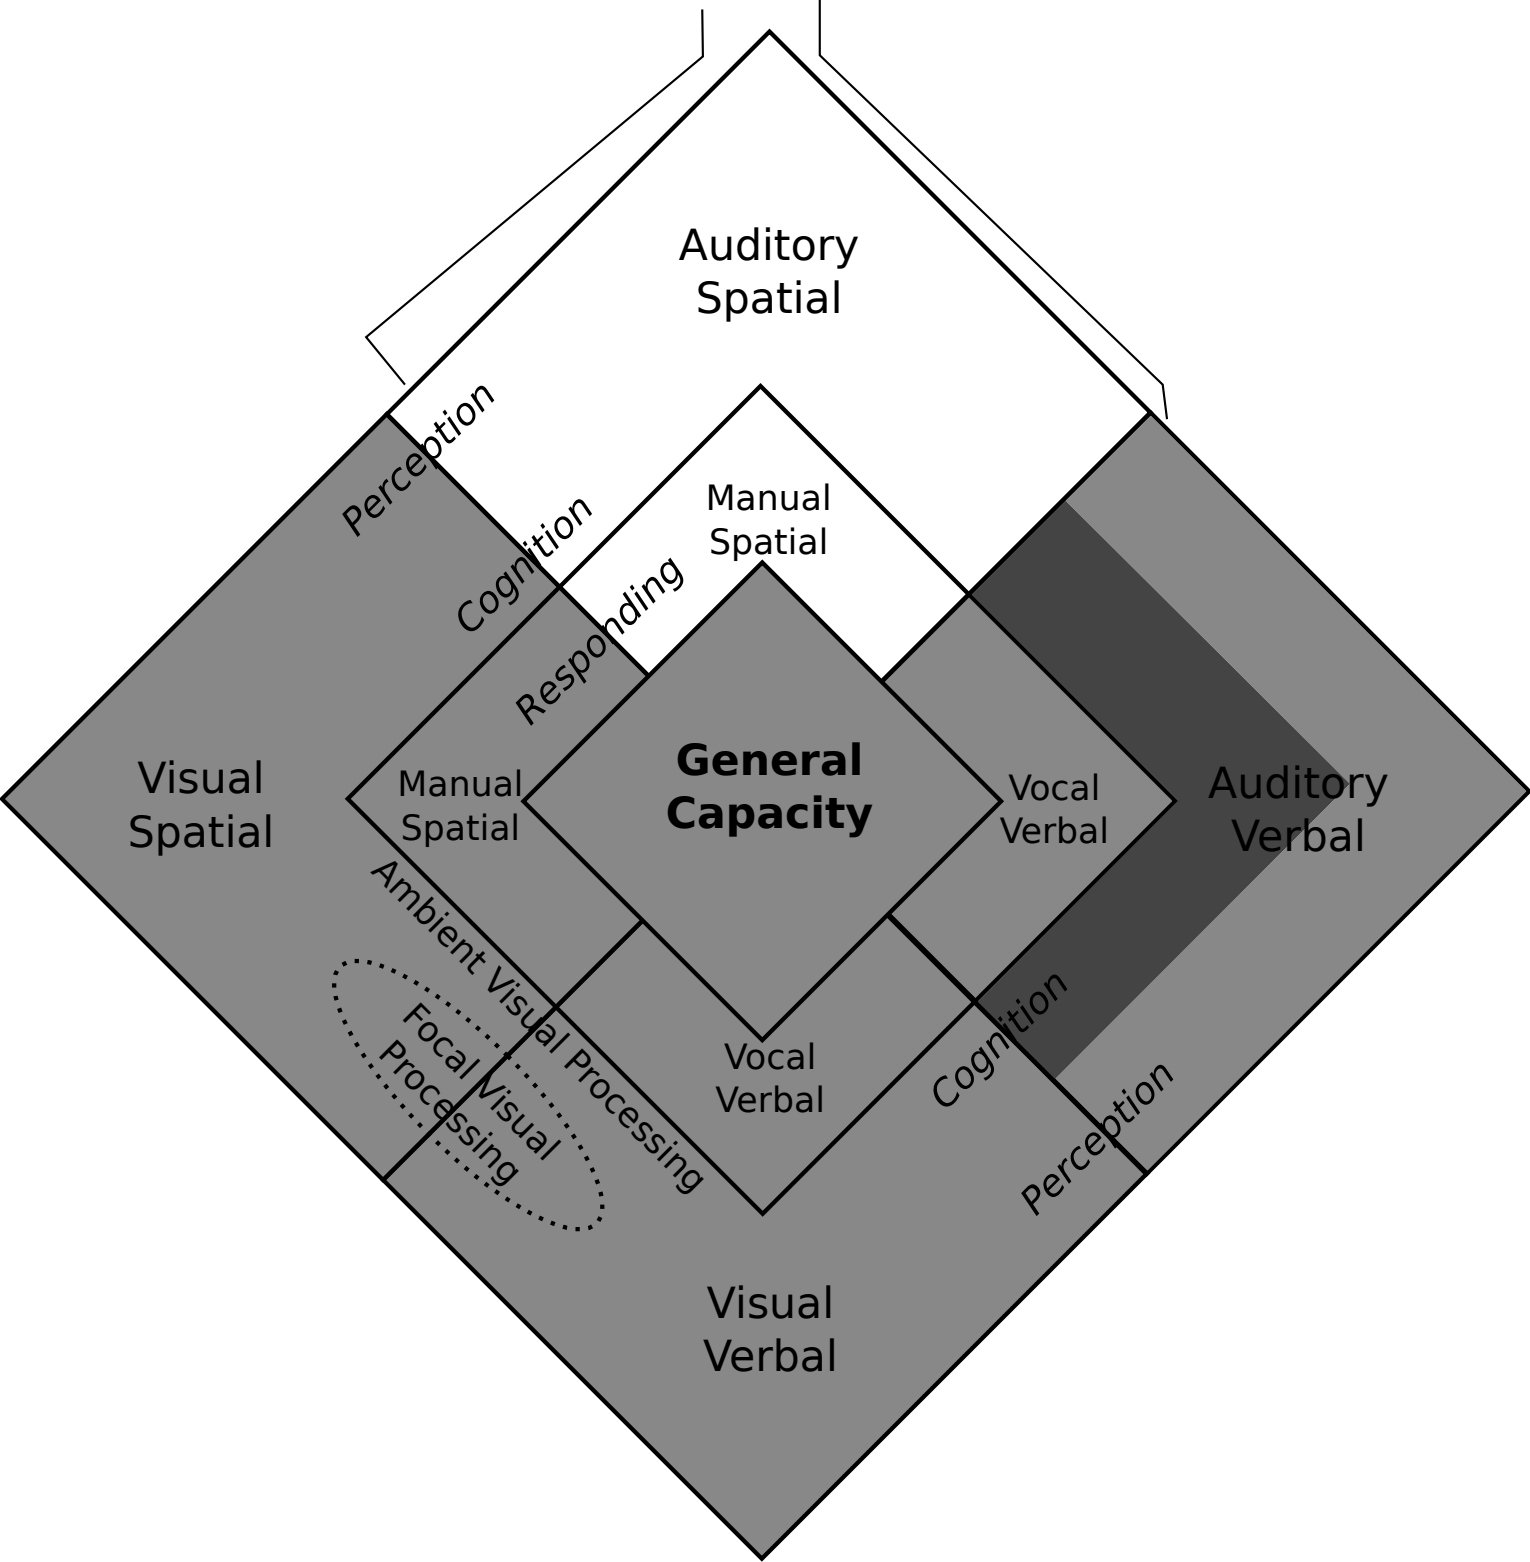 Auditory
Spatial
Perception
Cognition
Manual
Spatial
Responding
Visual
Spatial
Manual
Spatial
General
Capacity
Vocal
Verbal
Auditory
Verbal
Ambient Visual Processing
Focal Visual
Processing
Cognition
Perception
Vocal
Verbal
Visual
Verbal